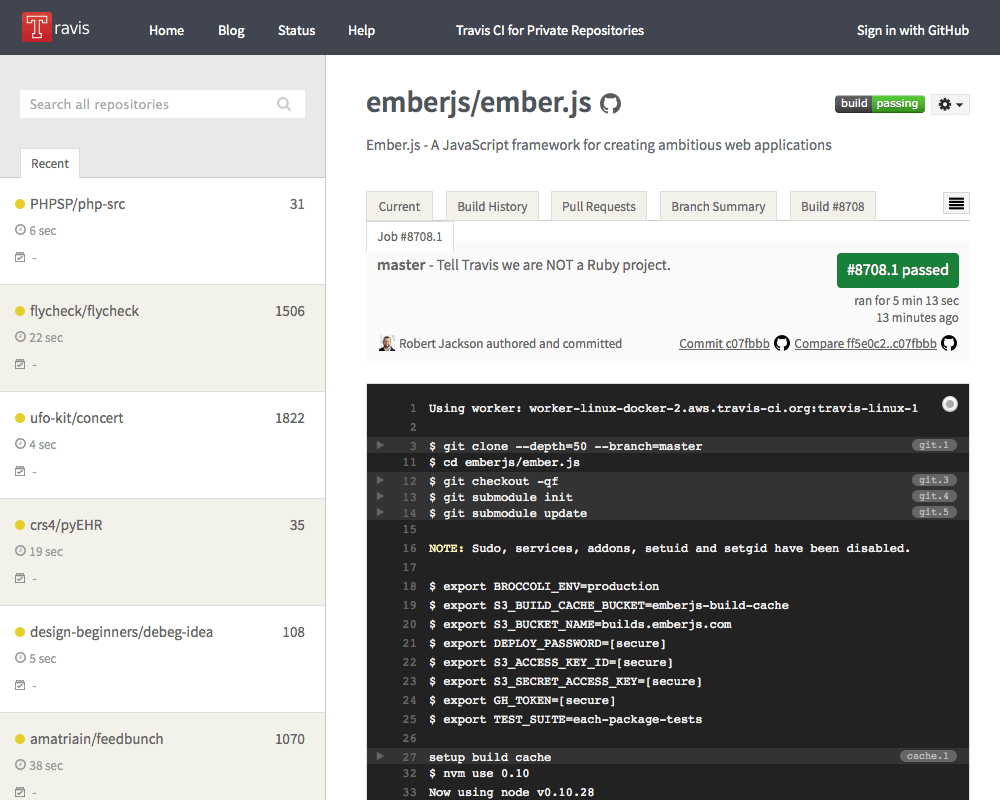 Travis
Home Blog Status Help Travis CI for Private Repositories Sign in with GitHub
Search all repositories
Recent
PHPSP/php-src 31
6 sec
-
flycheck/flycheck 1506
22 sec
-
ufo-kit/concert 1822
4 sec
-
crs4/pyEHR 35
19 sec
-
design-beginners/debeg-idea 108
5 sec
-
amatriain/feedbunch 1070
38 sec
-
emberjs/ember.js
build passing
Ember.js - A JavaScript framework for creating ambitious web applications
Current Build History Pull Requests Branch Summary Build #8708
Job #8708.1
master - Tell Travis we are NOT a Ruby project.
#8708.1 passed
ran for 5 min 13 sec
13 minutes ago
Robert Jackson authored and committed
Commit c07fbbb Compare ff5e0c2..c07fbbb
1 Using worker: worker-linux-docker-2.aws.travis-ci.org:travis-linux-1
2
3 $ git clone --depth=50 --branch=master git.1
11 $ cd emberjs/ember.js
12 $ git checkout -qf git.3
13 $ git submodule init git.4
14 $ git submodule update git.5
15
16 NOTE: Sudo, services, addons, setuid and setgid have been disabled.
17
18 $ export BROCCOLI_ENV=production
19 $ export S3_BUILD_CACHE_BUCKET=emberjs-build-cache
20 $ export S3_BUCKET_NAME=builds.emberjs.com
21 $ export DEPLOY_PASSWORD=[secure]
22 $ export S3_ACCESS_KEY_ID=[secure]
23 $ export S3_SECRET_ACCESS_KEY=[secure]
24 $ export GH_TOKEN=[secure]
25 $ export TEST_SUITE=each-package-tests
26
27 setup build cache cache.1
32 $ nvm use 0.10
33 Now using node v0.10.28